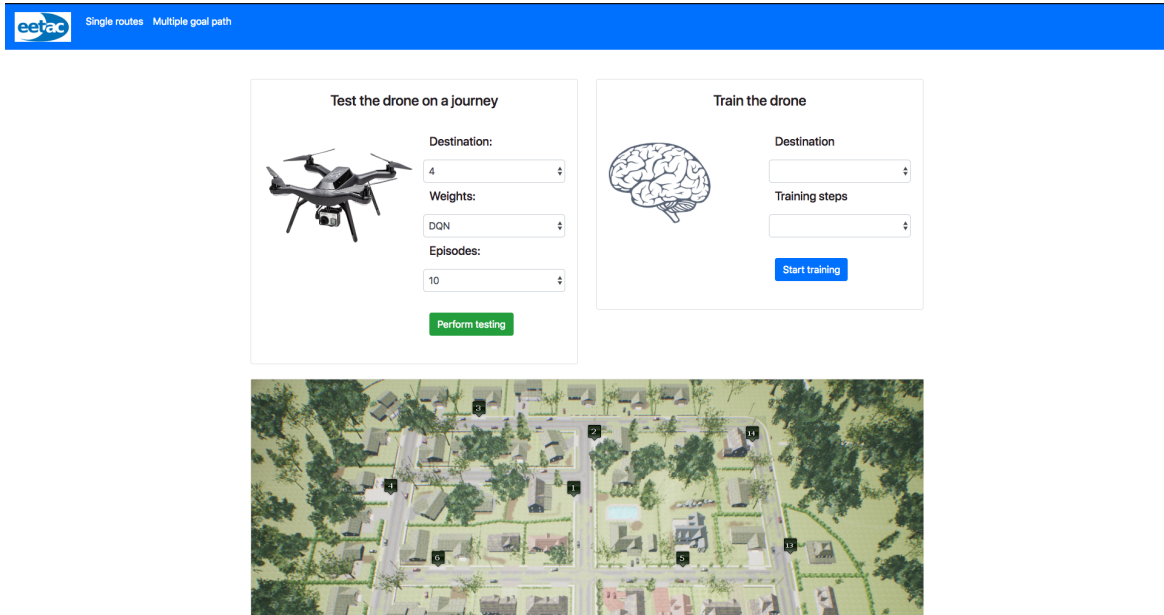 eetac
Single routes Multiple goal path
Test the drone on a journey
Destination:
4
Weights:
DQN
Episodes:
10
Perform testing
Train the drone
Destination
Training steps
Start training
3
2
14
4
1
6
5
13